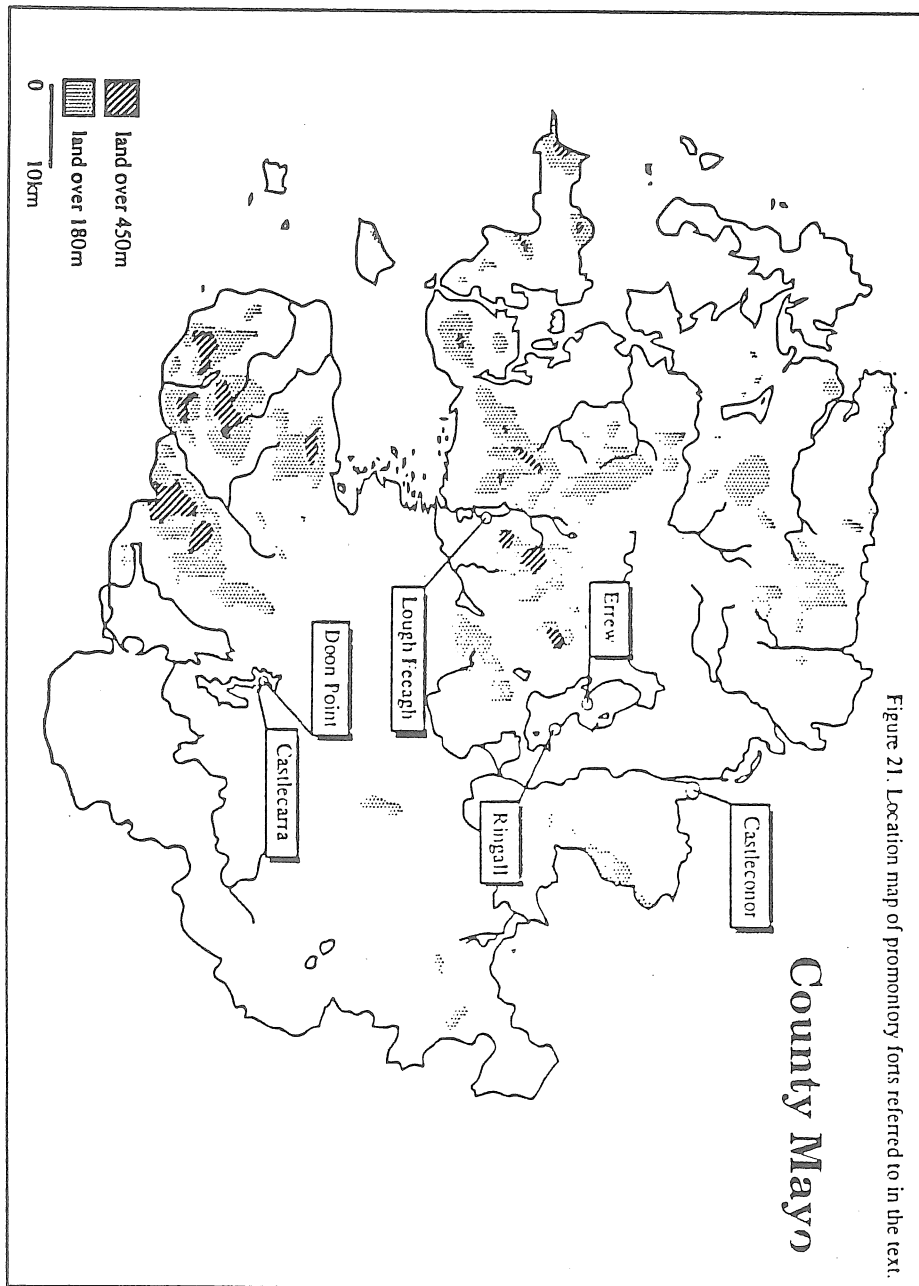 Figure 21. Location map of promontory forts referred to in the text.
County Mayo
Castleconor
Errew
Ringall
Lough Feeagh
Doon Point
Castlecarra
land over 450m
land over 180m
0 10km